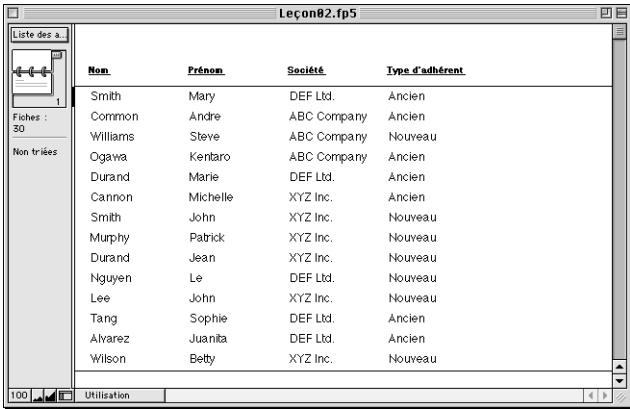 Leçon02.fp5
Liste des a...
1
Fiches :
30
Non triées
Nom Prénom Société Type d'adhérent
Smith Mary DEF Ltd. Ancien
Common Andre ABC Company Ancien
Williams Steve ABC Company Nouveau
Ogawa Kentaro ABC Company Ancien
Durand Marie DEF Ltd. Ancien
Cannon Michelle XYZ Inc. Ancien
Smith John XYZ Inc. Nouveau
Murphy Patrick XYZ Inc. Nouveau
Durand Jean XYZ Inc. Nouveau
Nguyen Le DEF Ltd. Nouveau
Lee John XYZ Inc. Nouveau
Tang Sophie DEF Ltd. Ancien
Alvarez Juanita DEF Ltd. Ancien
Wilson Betty XYZ Inc. Nouveau
100 Utilisation